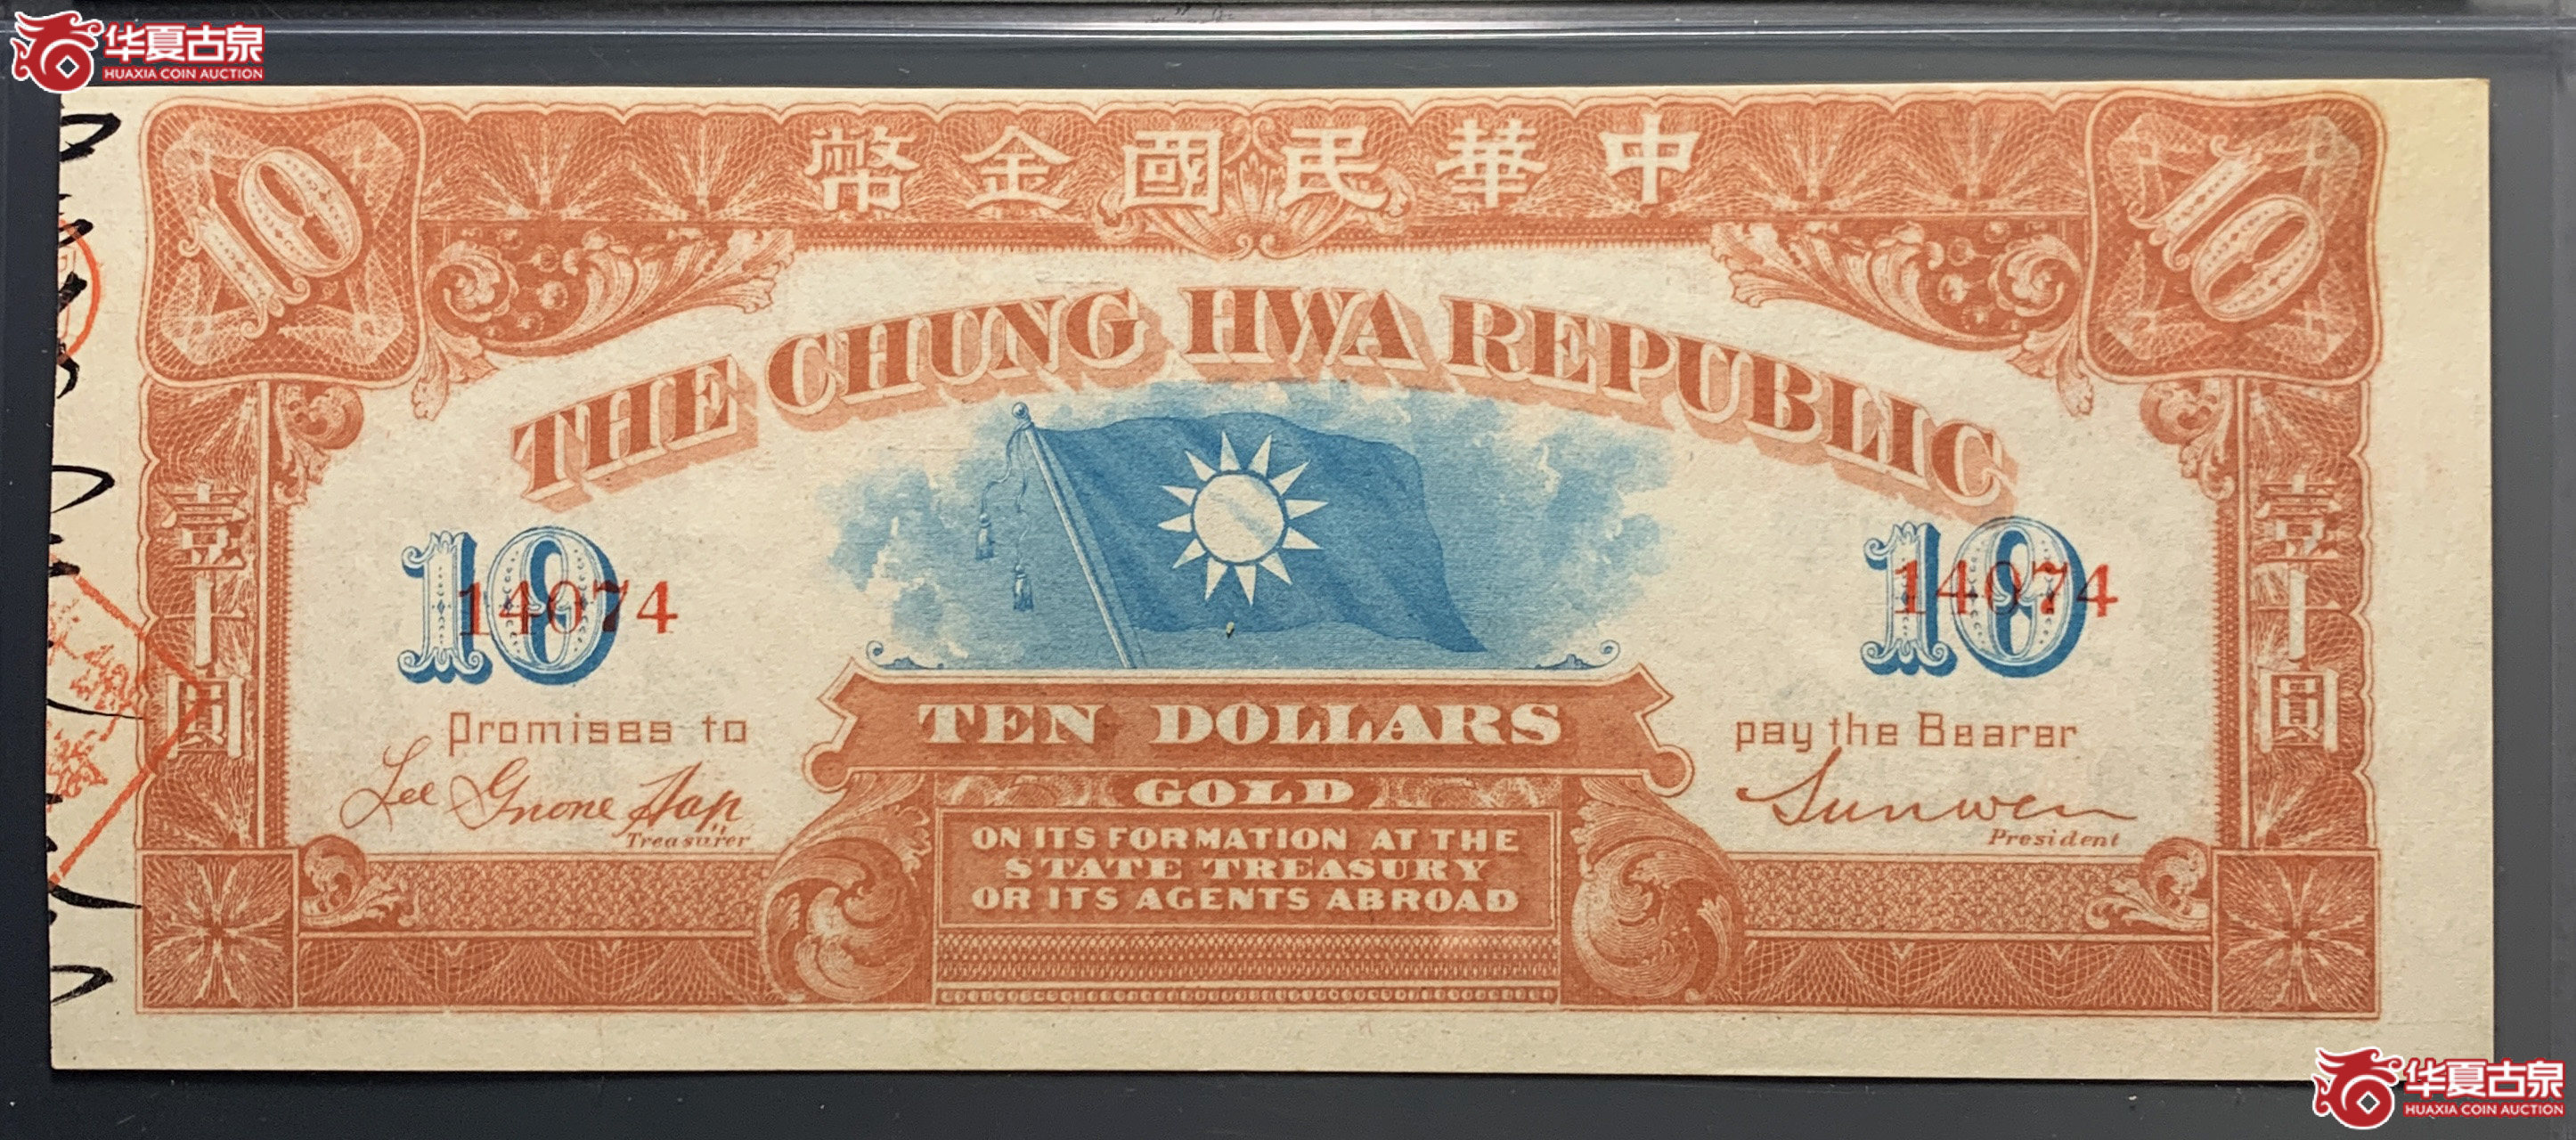 华夏古泉
HUAXIA COIN AUCTION
中華民國金幣
10
10
THE CHUNG HWA REPUBLIC
壹十圓
壹十圓
10
14074
10
14074
Promises to
pay the Bearer
TEN DOLLARS
GOLD
ON ITS FORMATION AT THE
STATE TREASURY
OR ITS AGENTS ABROAD
Lee Gnone Hap
Treasurer
Sunwen
President
华夏古泉
HUAXIA COIN AUCTION